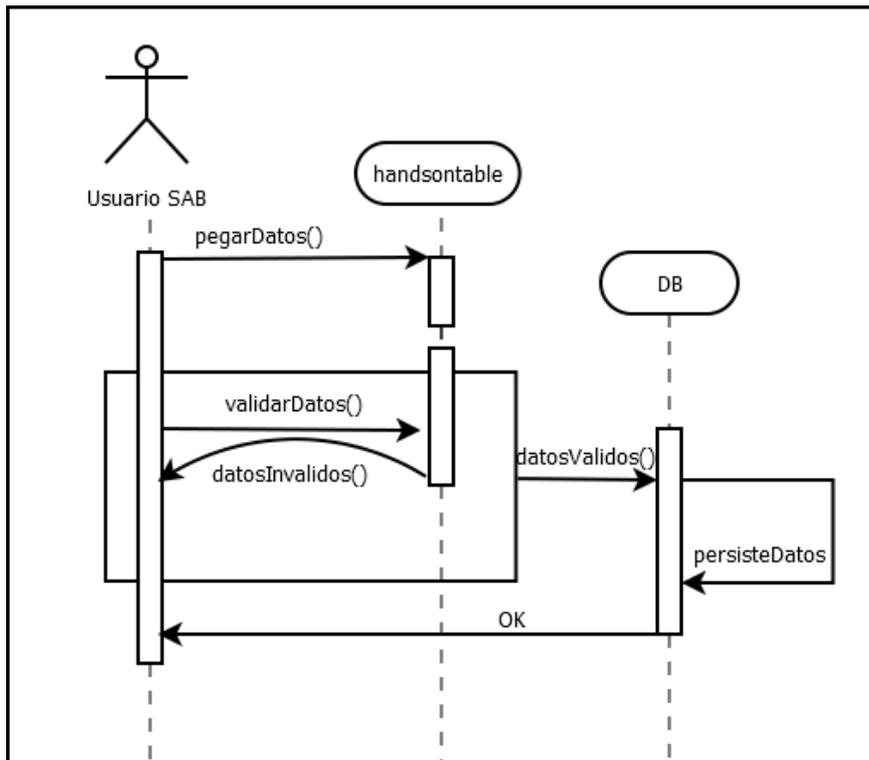 Usuario SAB
handsontable
pegarDatos()
DB
validarDatos()
datosInvalidos()
datosValidos()
persisteDatos
OK